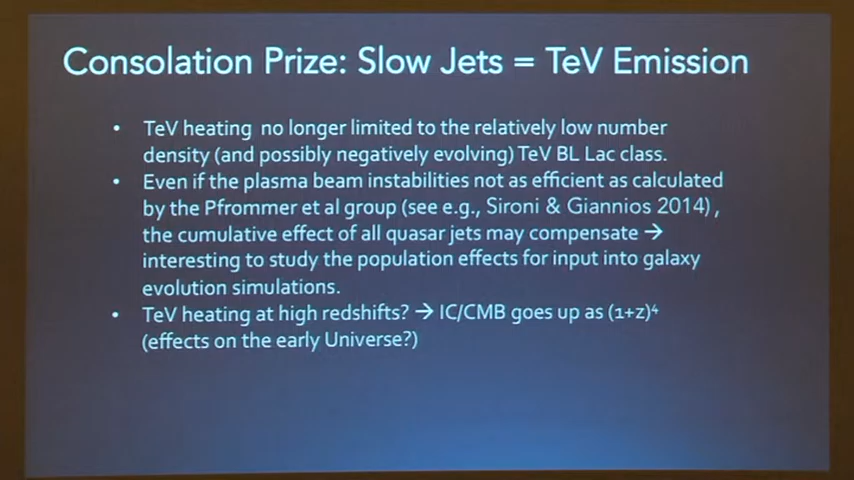 Consolation Prize: Slow Jets = TeV Emission
• TeV heating no longer limited to the relatively low number
density (and possibly negatively evolving) TeV BL Lac class.
• Even if the plasma beam instabilities not as efficient as calculated
by the Pfrommer et al group (see e.g., Sironi & Giannios 2014),
the cumulative effect of all quasar jets may compensate →
interesting to study the population effects for input into galaxy
evolution simulations.
• TeV heating at high redshifts? → IC/CMB goes up as (1+z)⁴
(effects on the early Universe?)